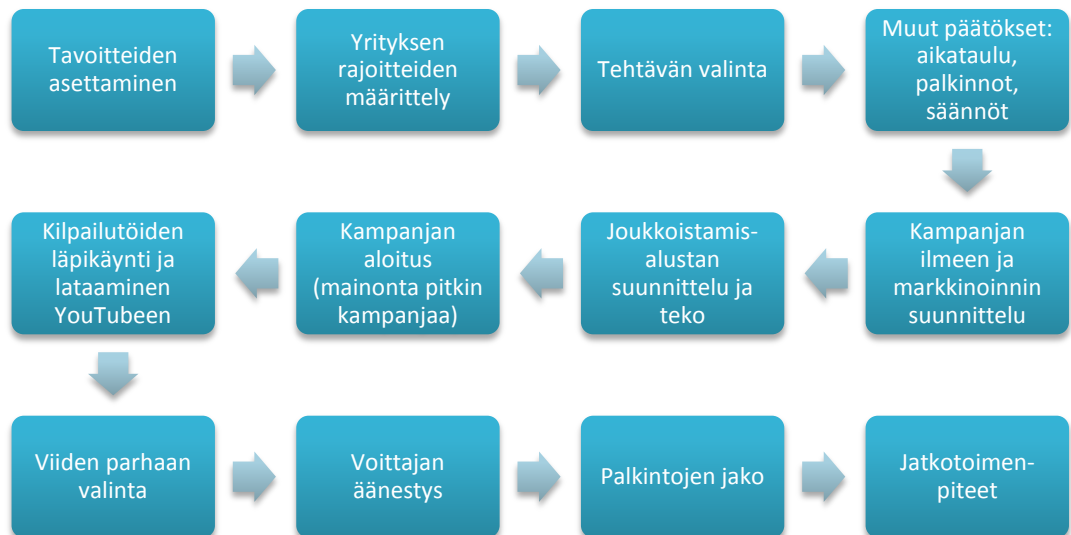 Tavoitteiden
asettaminen
Yrityksen
rajoitteiden
määrittely
Tehtävän valinta
Muut päätökset:
aikataulu,
palkinnot,
säännöt
Kampanjan
ilmeen ja
markkinoinnin
suunnittelu
Joukkoistamis-
alustan
suunnittelu ja
teko
Kampanjan
aloitus
(mainonta pitkin
kampanjaa)
Kilpailutöiden
läpikäynti ja
lataaminen
YouTubeen
Viiden parhaan
valinta
Voittajan
äänestys
Palkintojen jako
Jatkotoimen-
piteet